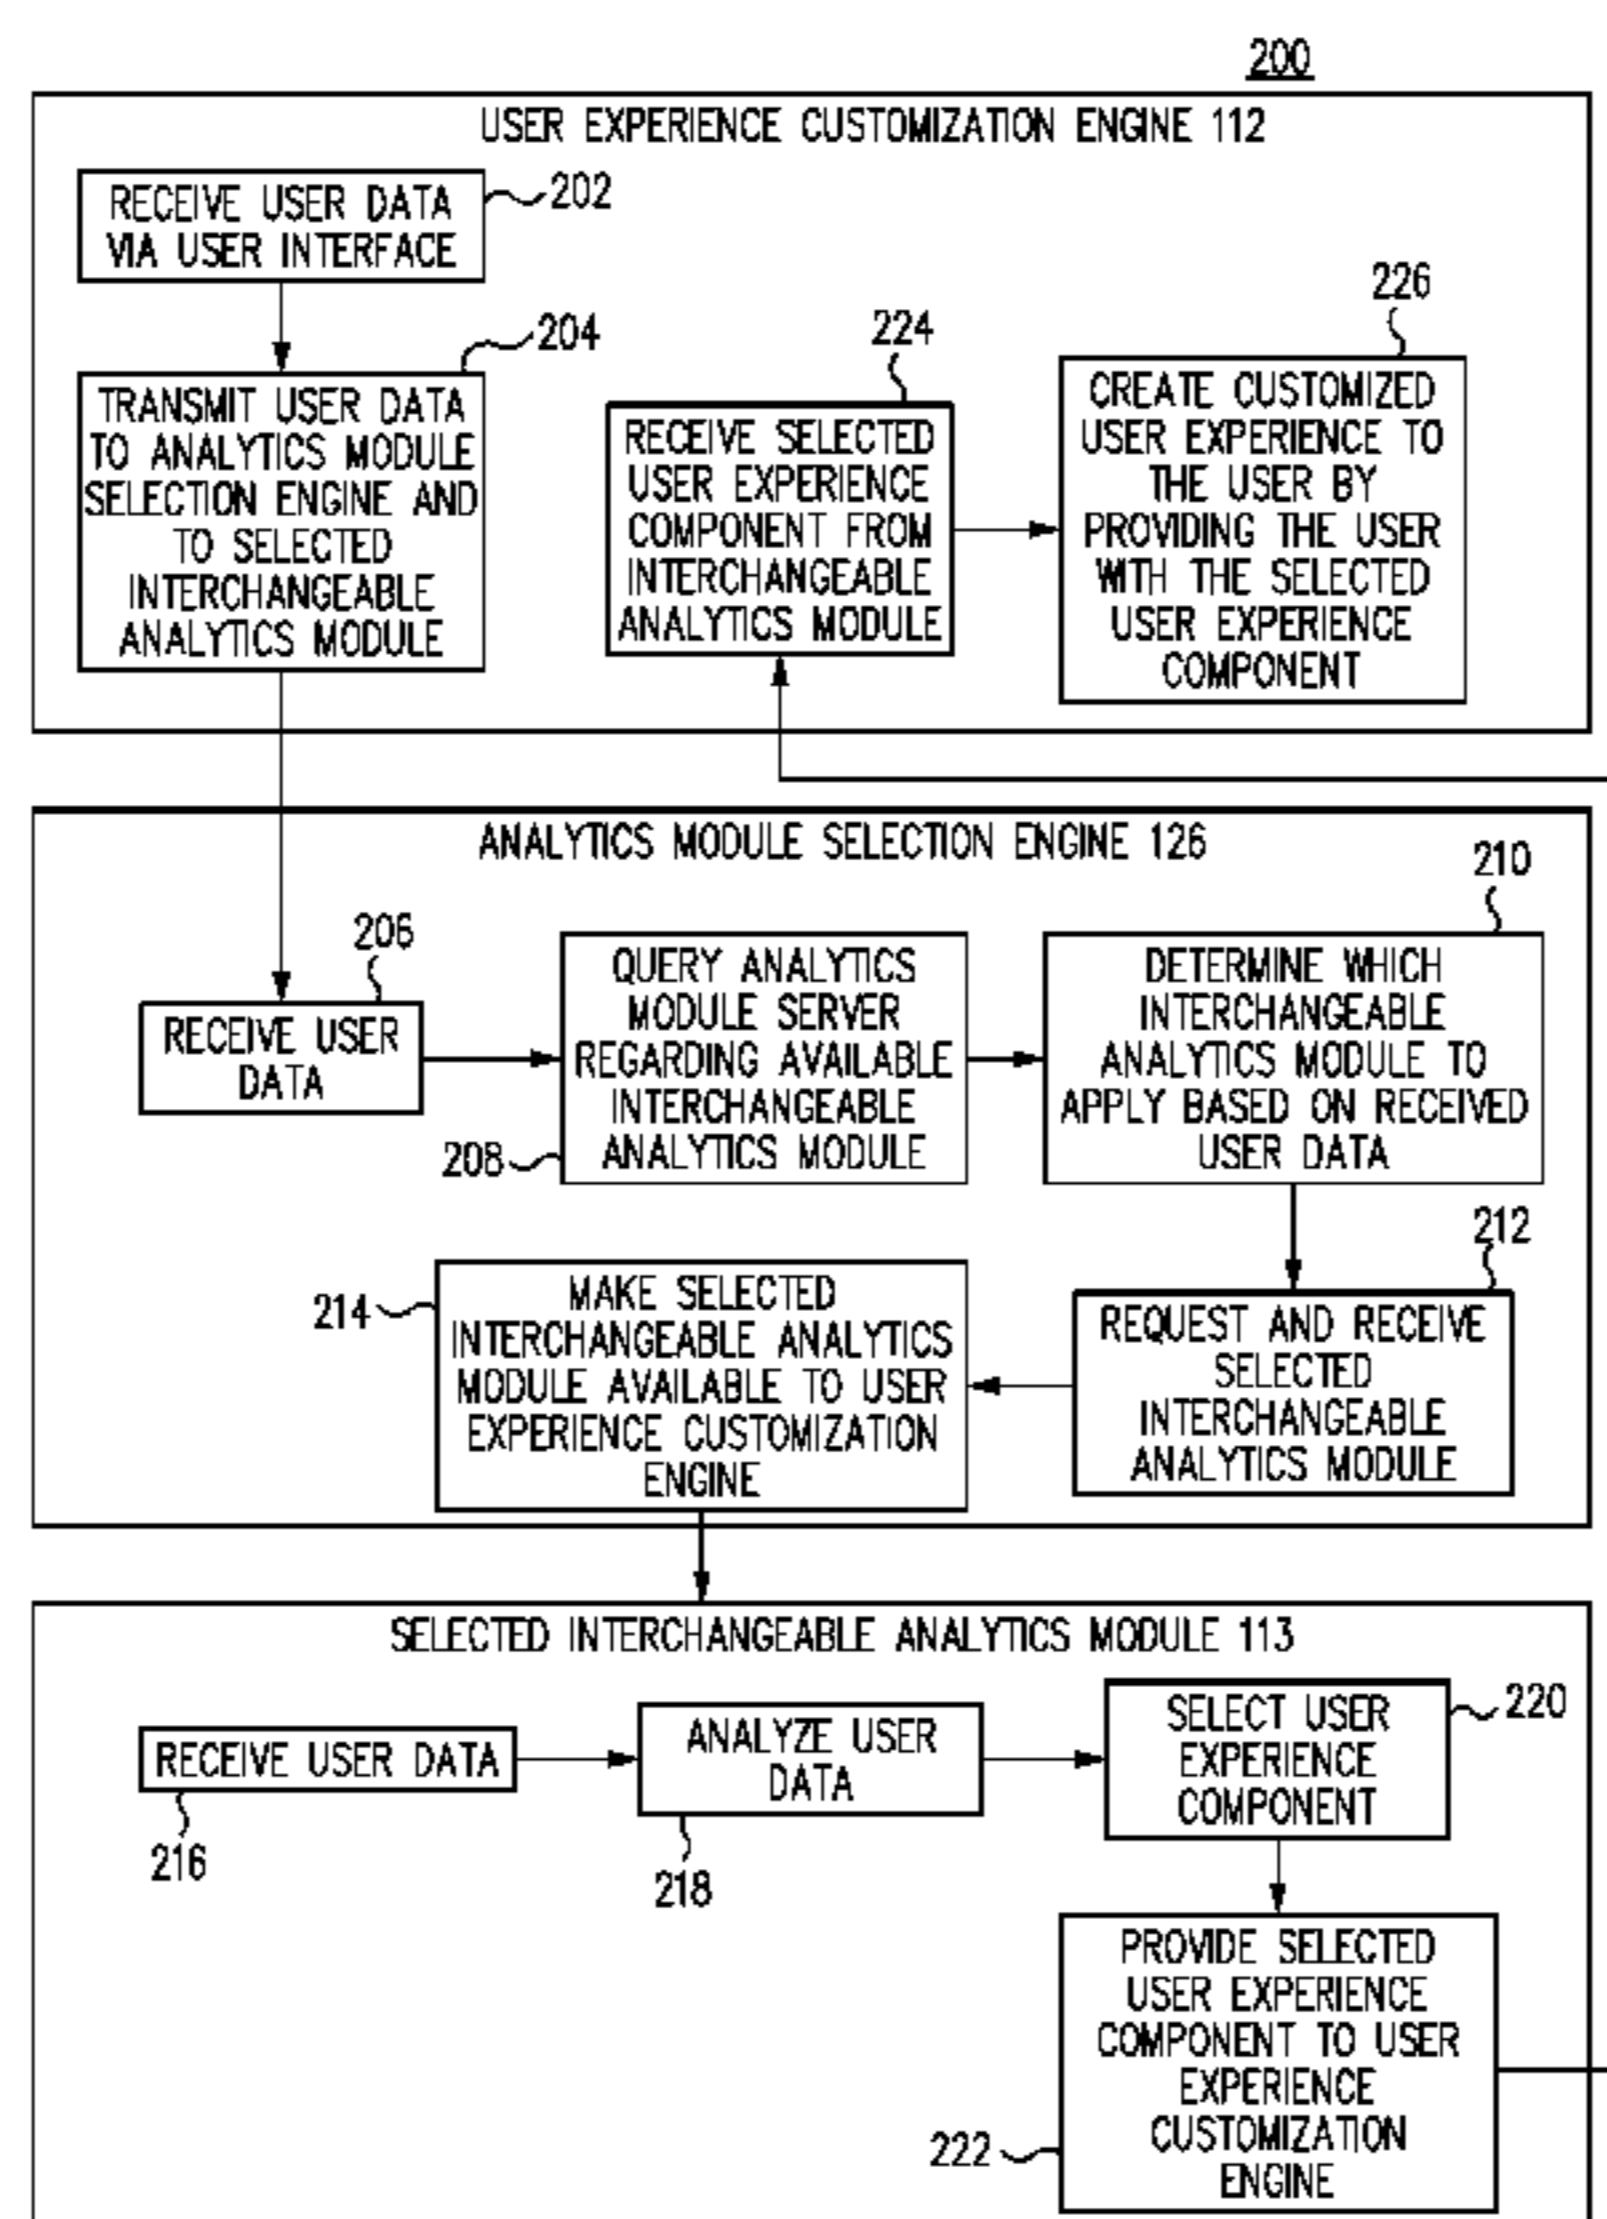 200
USER EXPERIENCE CUSTOMIZATION ENGINE 112
RECEIVE USER DATA
VIA USER INTERFACE
202
204
TRANSMIT USER DATA
TO ANALYTICS MODULE
SELECTION ENGINE AND
TO SELECTED
INTERCHANGEABLE
ANALYTICS MODULE
224
RECEIVE SELECTED
USER EXPERIENCE
COMPONENT FROM
INTERCHANGEABLE
ANALYTICS MODULE
226
CREATE CUSTOMIZED
USER EXPERIENCE TO
THE USER BY
PROVIDING THE USER
WITH THE SELECTED
USER EXPERIENCE
COMPONENT
ANALYTICS MODULE SELECTION ENGINE 126
206
RECEIVE USER
DATA
QUERY ANALYTICS
MODULE SERVER
REGARDING AVAILABLE
INTERCHANGEABLE
ANALYTICS MODULE
208
210
DETERMINE WHICH
INTERCHANGEABLE
ANALYTICS MODULE TO
APPLY BASED ON RECEIVED
USER DATA
212
REQUEST AND RECEIVE
SELECTED
INTERCHANGEABLE
ANALYTICS MODULE
214
MAKE SELECTED
INTERCHANGEABLE ANALYTICS
MODULE AVAILABLE TO USER
EXPERIENCE CUSTOMIZATION
ENGINE
SELECTED INTERCHANGEABLE ANALYTICS MODULE 113
RECEIVE USER DATA
216
ANALYZE USER
DATA
218
SELECT USER
EXPERIENCE
COMPONENT
220
PROVIDE SELECTED
USER EXPERIENCE
COMPONENT TO USER
EXPERIENCE
CUSTOMIZATION
ENGINE
222